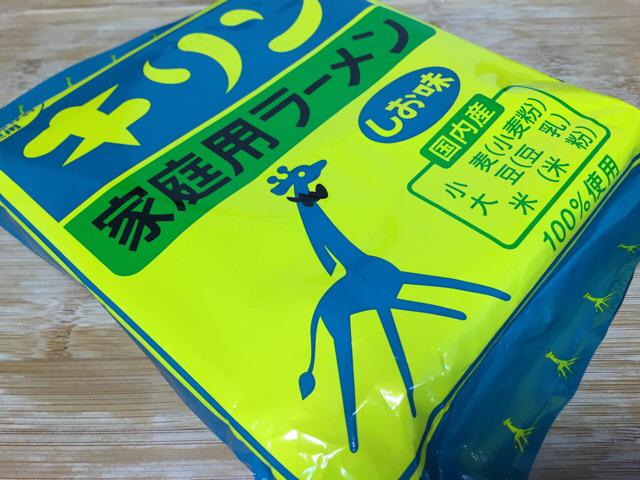 キリン
家庭用ラーメン
しお味
国内産
小麦(小麦粉)
大豆(豆乳)
米(米粉)
100%使用